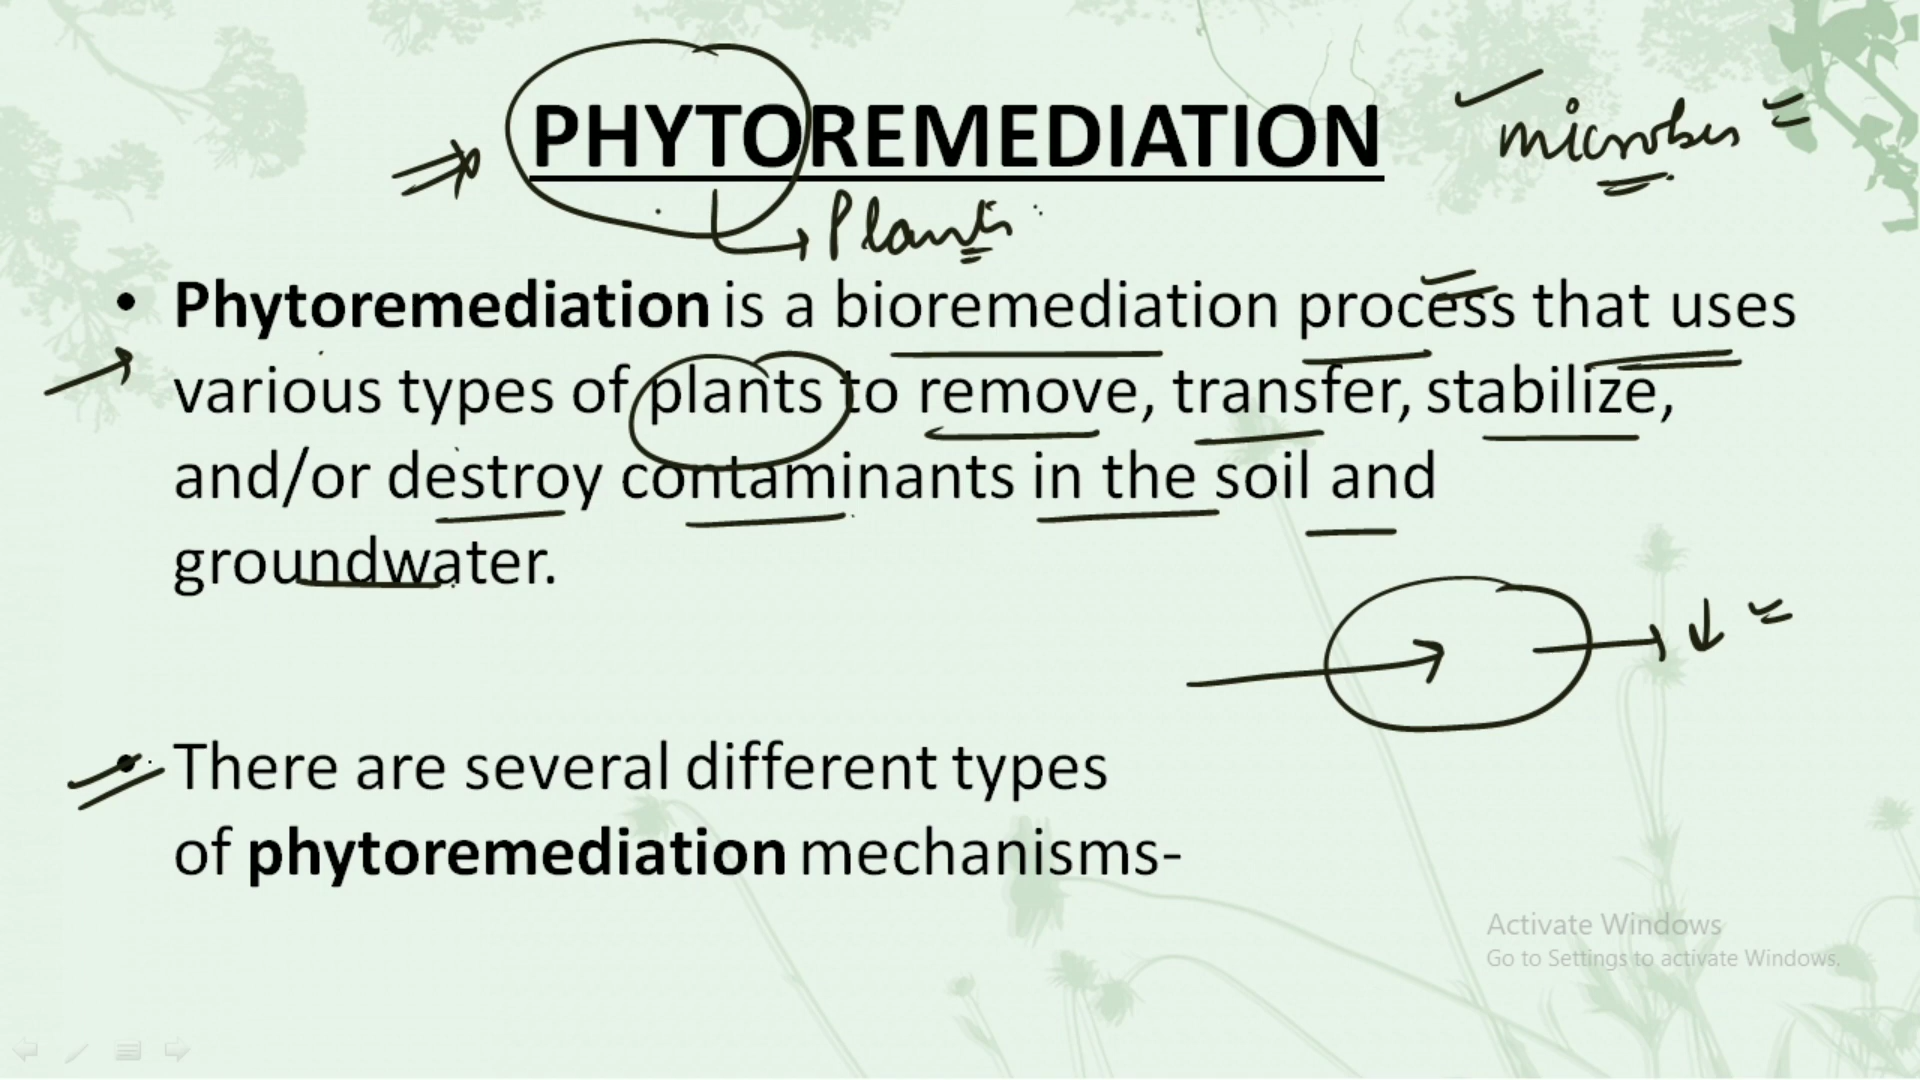 PHYTOREMEDIATION
microbes
Plants
• Phytoremediation is a bioremediation process that uses
various types of plants to remove, transfer, stabilize,
and/or destroy contaminants in the soil and
groundwater.
• There are several different types
of phytoremediation mechanisms-
Activate Windows
Go to Settings to activate Windows.